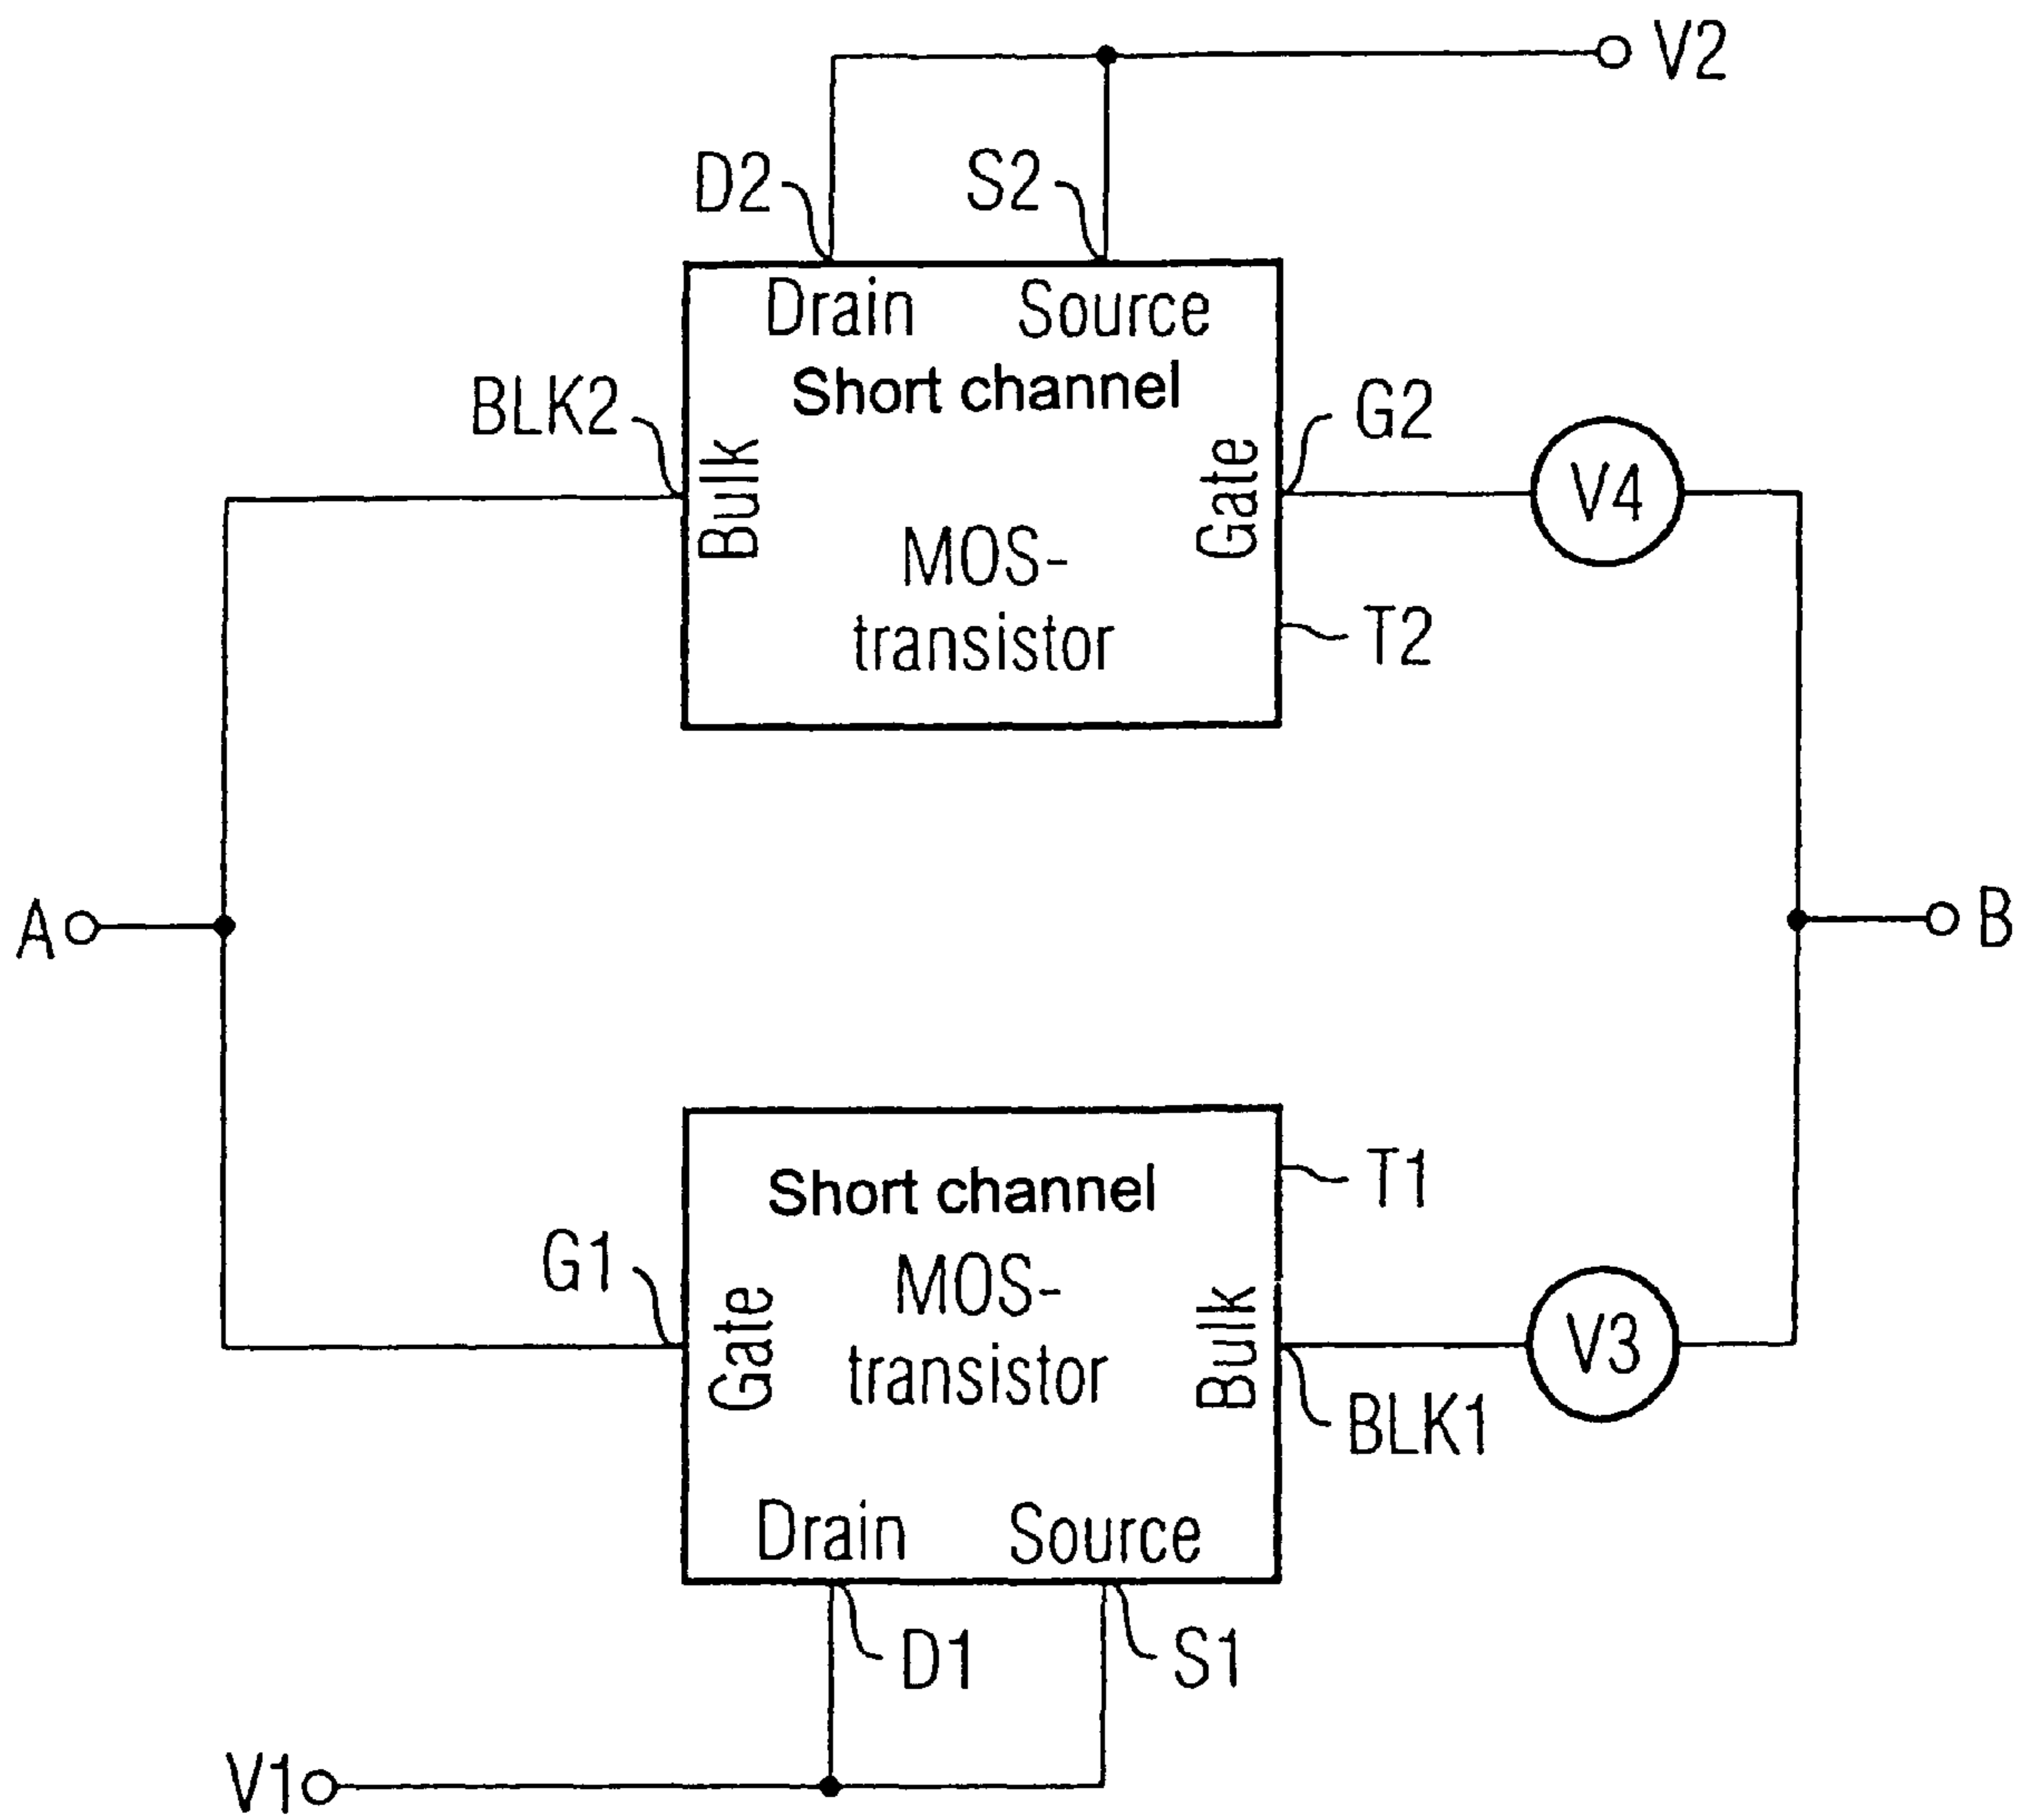 V2
D2
S2
Drain Source
Short channel
BLK2
G2
Bulk
Gate
V4
MOS-
transistor
T2
A
B
Short channel
T1
G1
MOS-
transistor
Gate
Bulk
V3
BLK1
Drain Source
D1
S1
V1